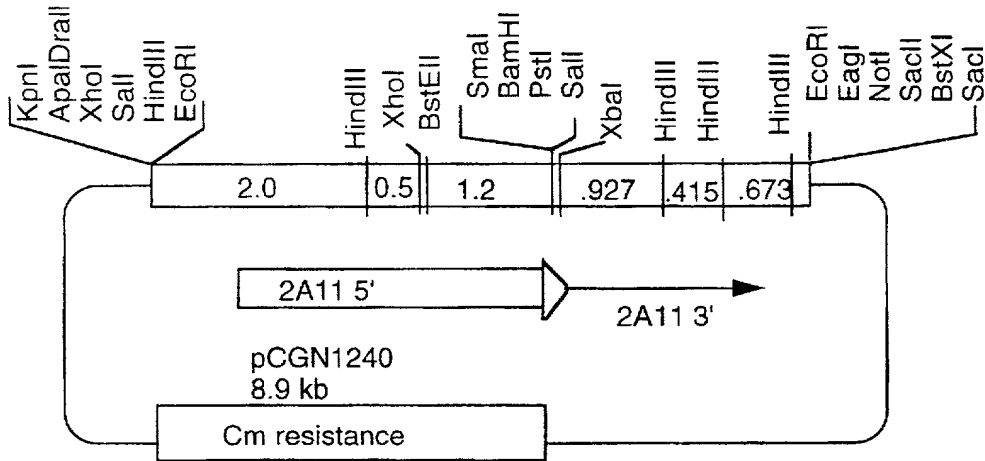 KpnI
ApaIDraII
XhoI
SalI
HindIII
EcoRI
HindIII
XhoI
BstEII
SmaI
BamHI
PstI
SalI
XbaI
HindIII
HindIII
HindIII
EcoRI
EagI
NotI
SacII
BstXI
SacI
2.0
0.5
1.2
.927
.415
.673
2A11 5'
2A11 3'
pCGN1240
8.9 kb
Cm resistance